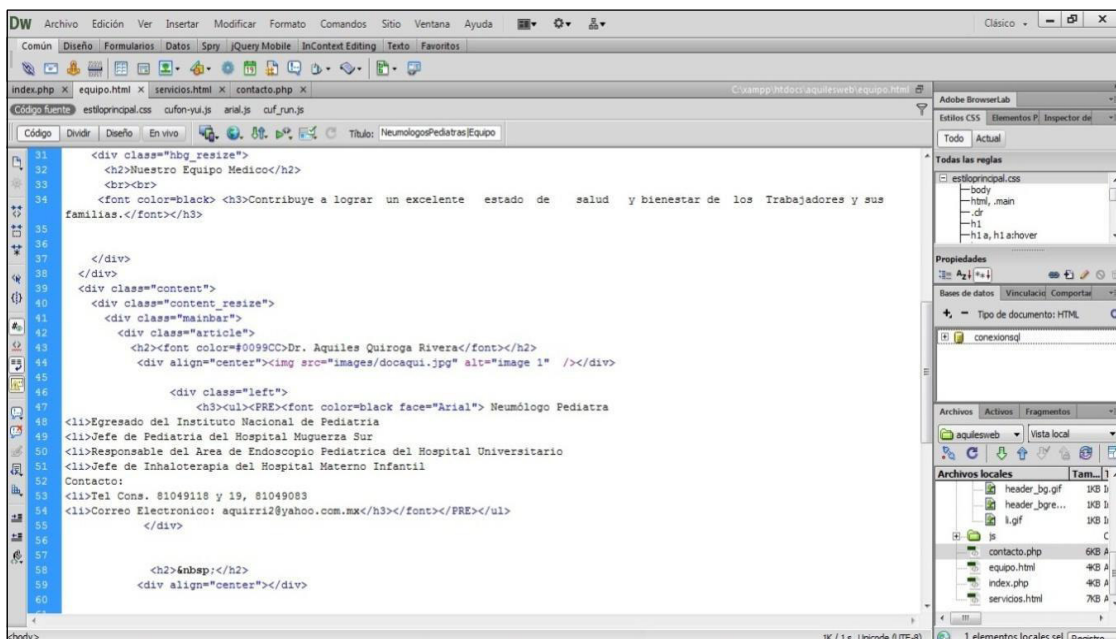 DW Archivo Edición Ver Insertar Modificar Formato Comandos Sitio Ventana Ayuda Clásico
Común Diseño Formularios Datos Spry jQuery Mobile InContext Editing Texto Favoritos
index.php × equipo.html × servicios.html × contacto.php × C:\xampp\htdocs\aquilesweb\equipo.html
Código fuente estiloprincipal.css cufon-yui.js arial.js cuf_run.js
Código Dividir Diseño En vivo Título: NeumologosPediatras|Equipo
31 <div class="hbg_resize">
32 <h2>Nuestro Equipo Medico</h2>
33 <br><br>
34 <font color=black> <h3>Contribuye a lograr un excelente estado de salud y bienestar de los Trabajadores y sus
familias.</font></h3>
35
36
37 </div>
38 </div>
39 <div class="content">
40 <div class="content_resize">
41 <div class="mainbar">
42 <div class="article">
43 <h2><font color=#0099CC>Dr. Aquiles Quiroga Rivera</font></h2>
44 <div align="center"><img src="images/docaqui.jpg" alt="image 1" /></div>
45
46 <div class="left">
47 <h3><ul><PRE><font color=black face="Arial"> Neumólogo Pediatra
48 <li>Egresado del Instituto Nacional de Pediatria
49 <li>Jefe de Pediatria del Hospital Muguerza Sur
50 <li>Responsable del Area de Endoscopio Pediatrica del Hospital Universitario
51 <li>Jefe de Inhaloterapia del Hospital Materno Infantil
52 Contacto:
53 <li>Tel Cons. 81049118 y 19, 81049083
54 <li>Correo Electronico: aquirri2@yahoo.com.mx</h3></font></PRE></ul>
55 </div>
56
57
58 <h2>&nbsp;</h2>
59 <div align="center"></div>
60
<body> 1K / 1 s Unicode (UTF-8)
Adobe BrowserLab
Estilos CSS Elementos P Inspector de
Todo Actual
Todas las reglas
estiloprincipal.css
body
html, .main
.clr
h1
h1 a, h1 a:hover
Propiedades
Bases de datos Vinculació Comportar
Tipo de documento: HTML
conexionsql
Archivos Activos Fragmentos
aquilesweb Vista local
Archivos locales Tam...
header_bg.gif 1KB
header_bgre... 1KB
li.gif 1KB
js
contacto.php 6KB
equipo.html 4KB
index.php 4KB
servicios.html 7KB
1 elementos locales sel Registro